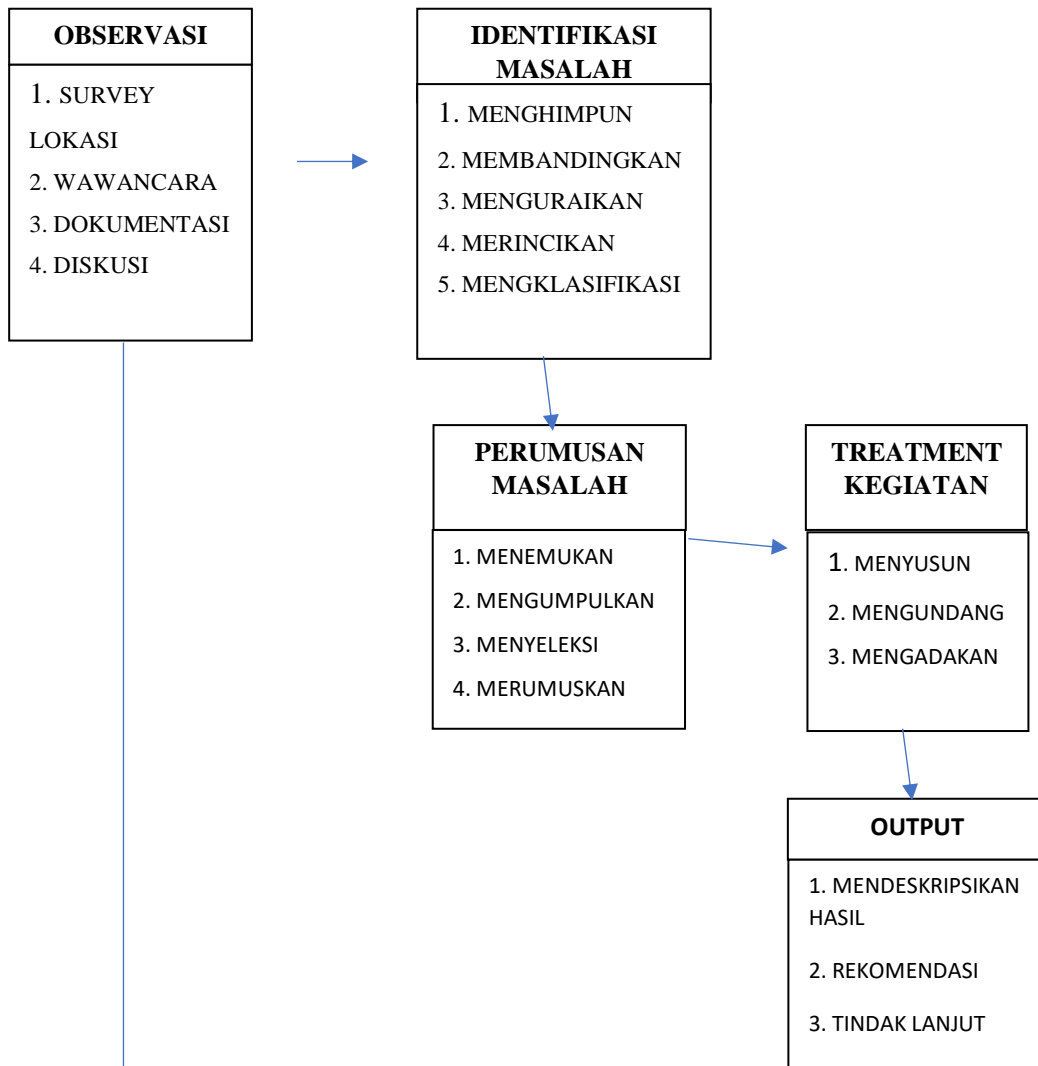 OBSERVASI
1. SURVEY
LOKASI
2. WAWANCARA
3. DOKUMENTASI
4. DISKUSI
IDENTIFIKASI
MASALAH
1. MENGHIMPUN
2. MEMBANDINGKAN
3. MENGURAIKAN
4. MERINCIKAN
5. MENGKLASIFIKASI
PERUMUSAN
MASALAH
1. MENEMUKAN
2. MENGUMPULKAN
3. MENYELEKSI
4. MERUMUSKAN
TREATMENT
KEGIATAN
1. MENYUSUN
2. MENGUNDANG
3. MENGADAKAN
OUTPUT
1. MENDESKRIPSIKAN
HASIL
2. REKOMENDASI
3. TINDAK LANJUT